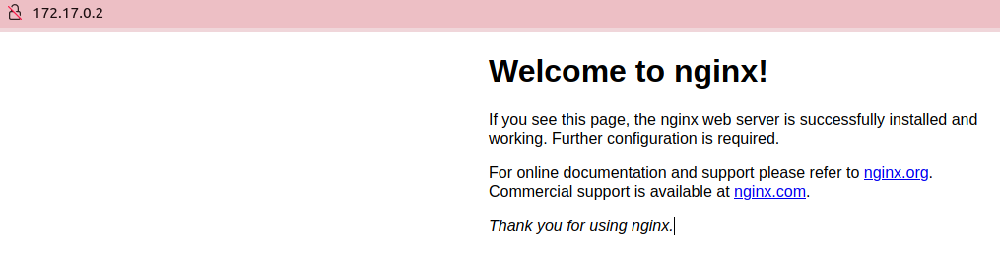 172.17.0.2
Welcome to nginx!
If you see this page, the nginx web server is successfully installed and
working. Further configuration is required.
For online documentation and support please refer to nginx.org.
Commercial support is available at nginx.com.
Thank you for using nginx.